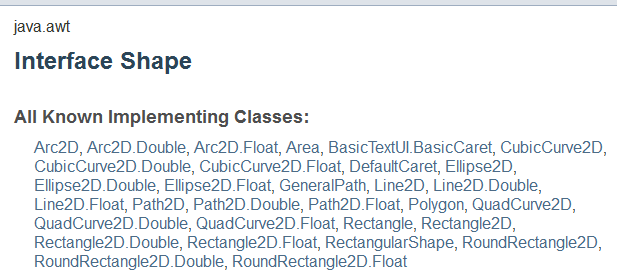 java.awt
Interface Shape
All Known Implementing Classes:
Arc2D, Arc2D.Double, Arc2D.Float, Area, BasicTextUI.BasicCaret, CubicCurve2D,
CubicCurve2D.Double, CubicCurve2D.Float, DefaultCaret, Ellipse2D,
Ellipse2D.Double, Ellipse2D.Float, GeneralPath, Line2D, Line2D.Double,
Line2D.Float, Path2D, Path2D.Double, Path2D.Float, Polygon, QuadCurve2D,
QuadCurve2D.Double, QuadCurve2D.Float, Rectangle, Rectangle2D,
Rectangle2D.Double, Rectangle2D.Float, RectangularShape, RoundRectangle2D,
RoundRectangle2D.Double, RoundRectangle2D.Float